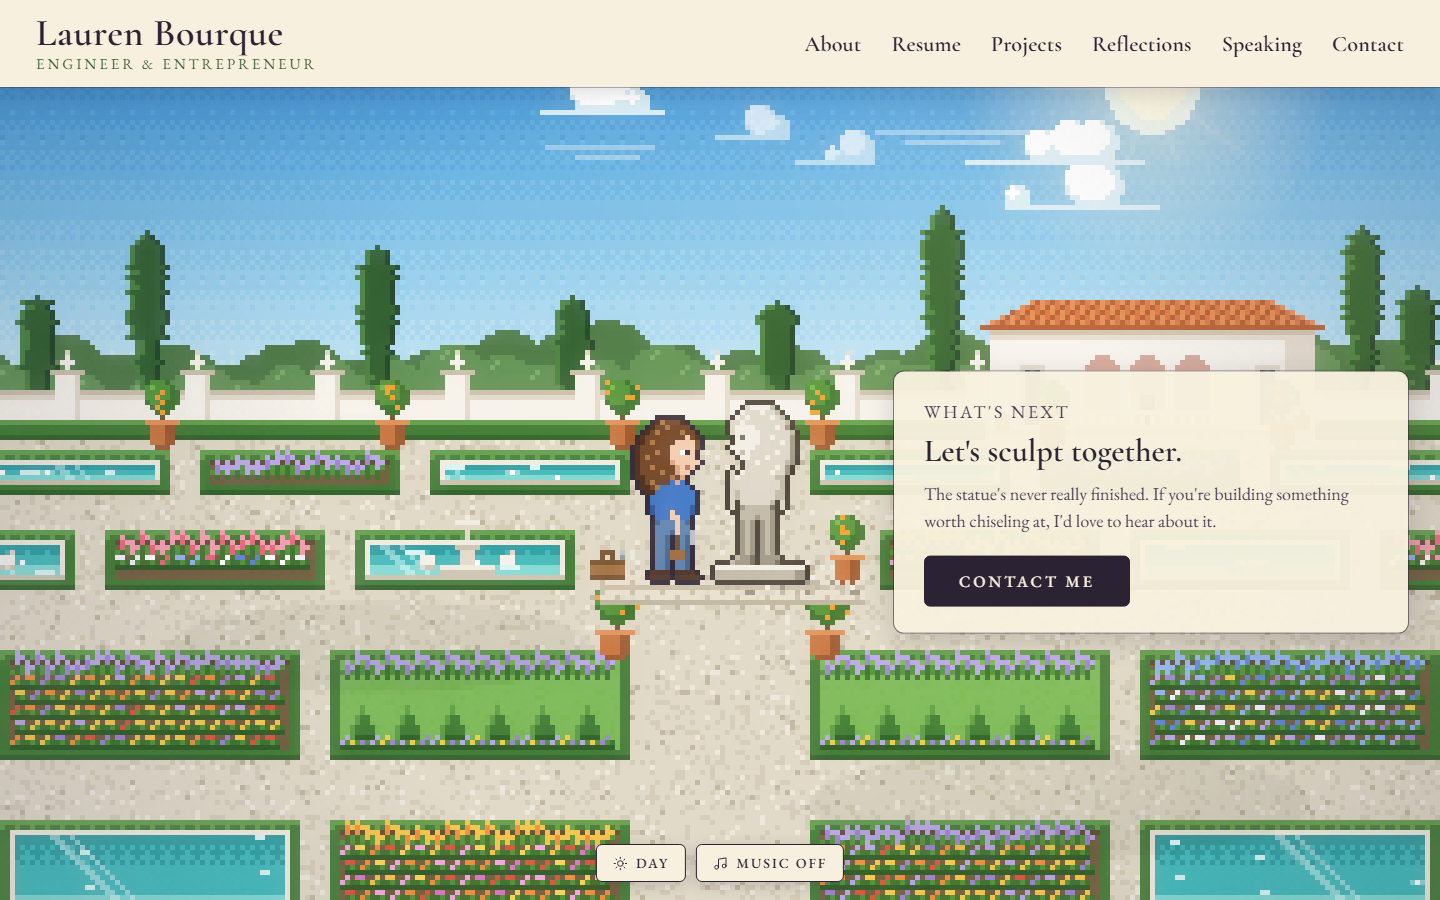 Lauren Bourque
ENGINEER & ENTREPRENEUR
About Resume Projects Reflections Speaking Contact
WHAT'S NEXT
Let's sculpt together.
The statue's never really finished. If you're building something
worth chiseling at, I'd love to hear about it.
CONTACT ME
DAY MUSIC OFF